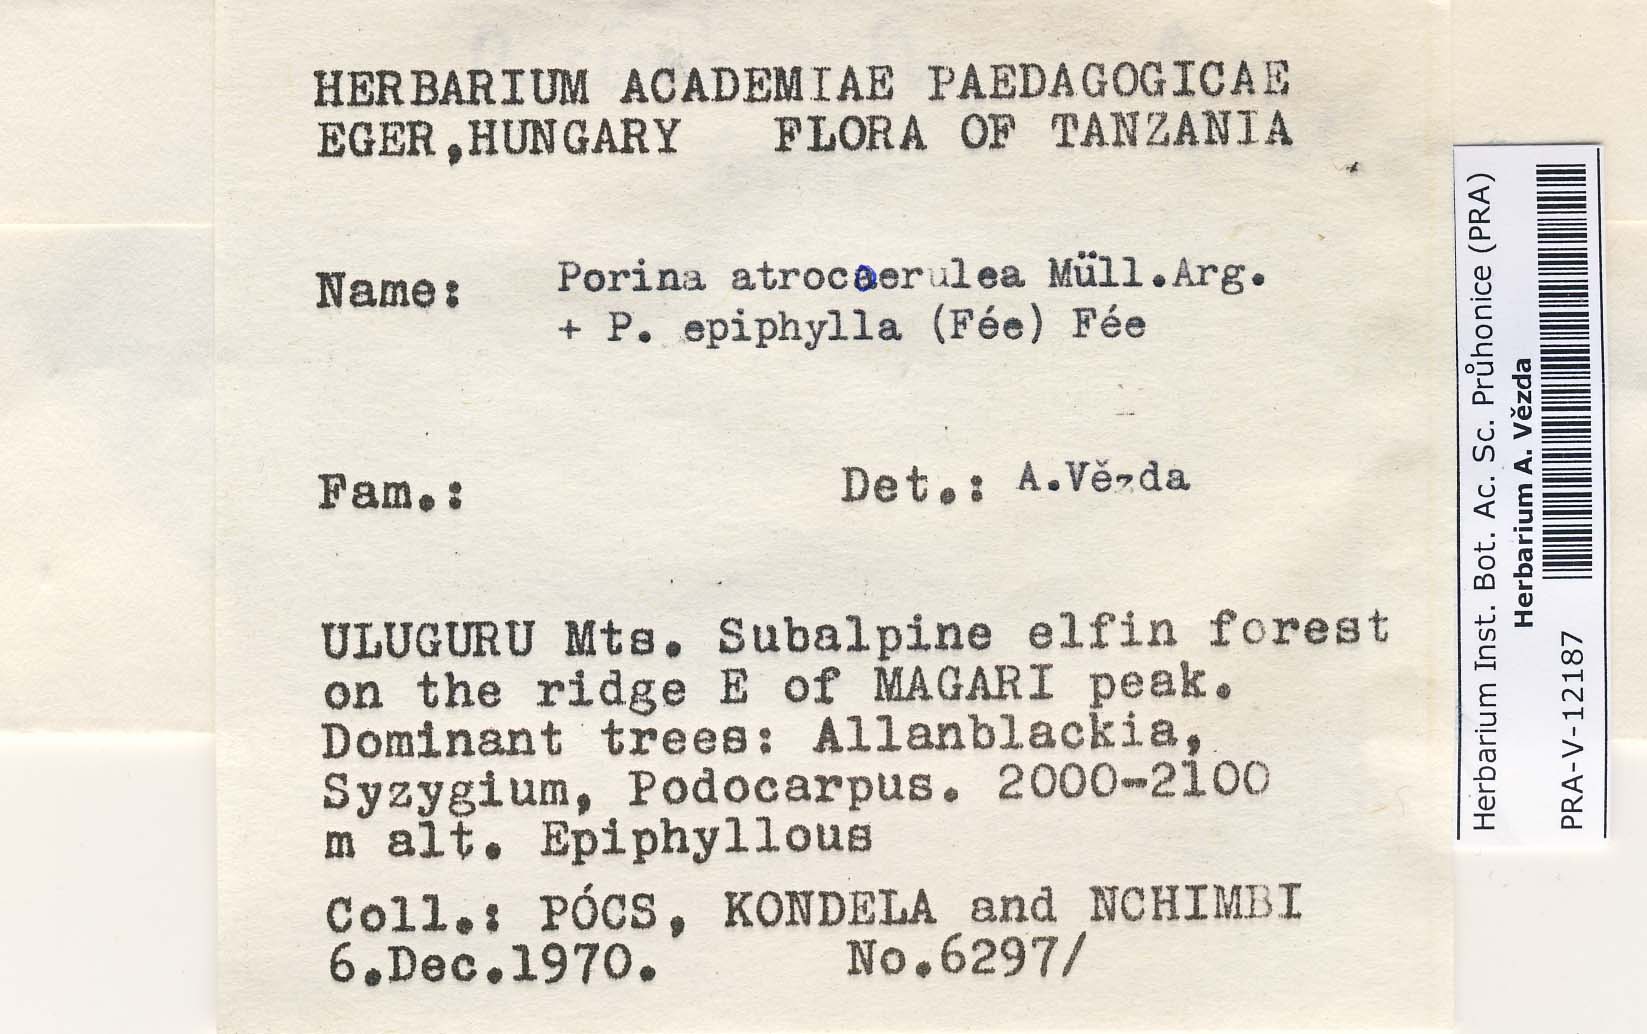 HERBARIUM ACADEMIAE PAEDAGOGICAE
EGER,HUNGARY FLORA OF TANZANIA
Name: Porina atrocaerulea Müll.Arg.
+ P. epiphylla (Fée) Fée
Fam.: Det.: A.Vězda
ULUGURU Mts. Subalpine elfin forest
on the ridge E of MAGARI peak.
Dominant trees: Allanblackia,
Syzygium, Podocarpus. 2000-2100
m alt. Epiphyllous
Coll.: PÓCS, KONDELA and NCHIMBI
6.Dec.1970. No.6297/
Herbarium Inst. Bot. Ac. Sc. Průhonice (PRA)
Herbarium A. Vězda
PRA-V-12187